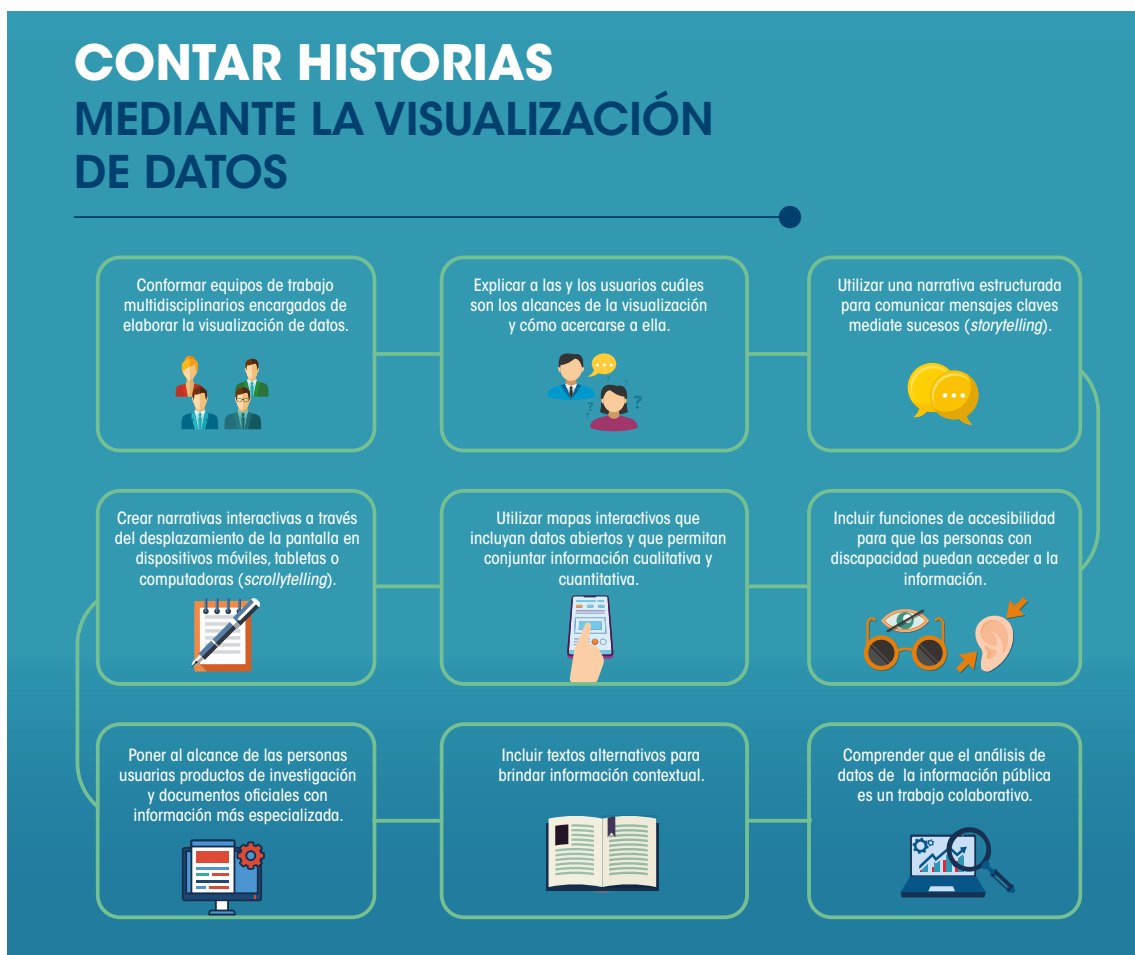 CONTAR HISTORIAS
MEDIANTE LA VISUALIZACIÓN
DE DATOS
Conformar equipos de trabajo
multidisciplinarios encargados de
elaborar la visualización de datos.
Explicar a las y los usuarios cuáles
son los alcances de la visualización
y cómo acercarse a ella.
Utilizar una narrativa estructurada
para comunicar mensajes claves
mediate sucesos (storytelling).
Incluir funciones de accesibilidad
para que las personas con
discapacidad puedan acceder a la
información.
Utilizar mapas interactivos que
incluyan datos abiertos y que permitan
conjuntar información cualitativa y
cuantitativa.
Crear narrativas interactivas a través
del desplazamiento de la pantalla en
dispositivos móviles, tabletas o
computadoras (scrollytelling).
Poner al alcance de las personas
usuarias productos de investigación
y documentos oficiales con
información más especializada.
Incluir textos alternativos para
brindar información contextual.
Comprender que el análisis de
datos de la información pública
es un trabajo colaborativo.